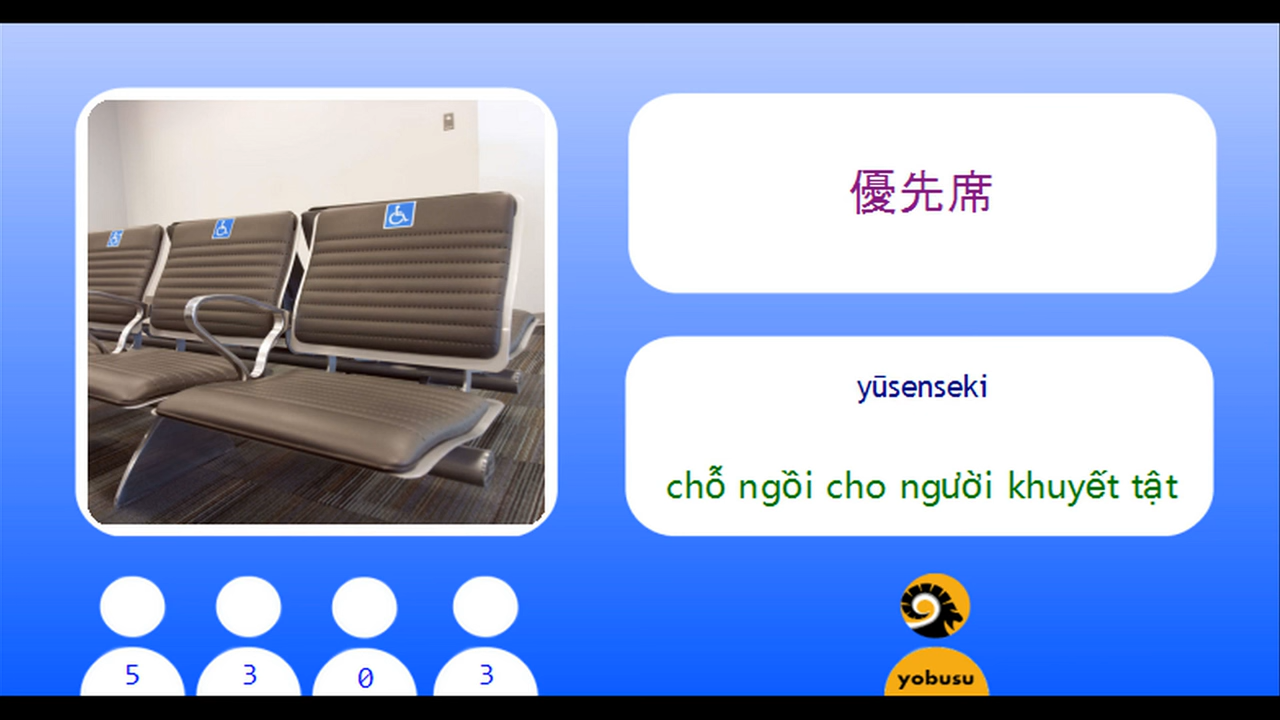 優先席
yūsenseki
chỗ ngồi cho người khuyết tật
5 3 0 3
yobusu